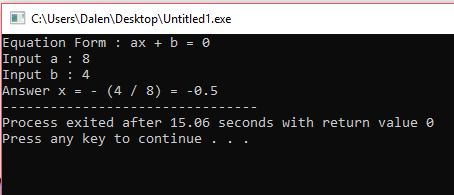 C:\Users\Dalen\Desktop\Untitled1.exe
Equation Form : ax + b = 0
Input a : 8
Input b : 4
Answer x = - (4 / 8) = -0.5
--------------------------------
Process exited after 15.06 seconds with return value 0
Press any key to continue . . .